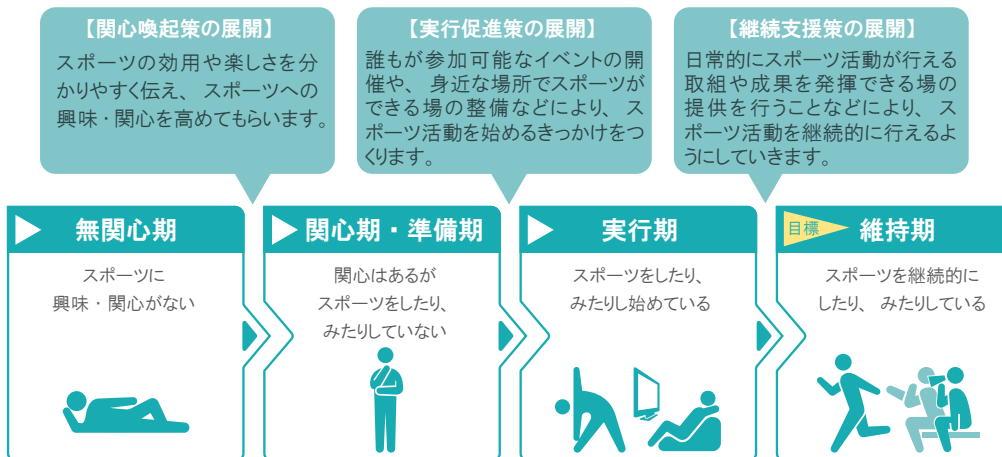 【関心喚起策の展開】
スポーツの効用や楽しさを分
かりやすく伝え、スポーツへの
興味・関心を高めてもらいます。
【実行促進策の展開】
誰もが参加可能なイベントの開
催や、身近な場所でスポーツが
できる場の整備などにより、ス
ポーツ活動を始めるきっかけをつ
くります。
【継続支援策の展開】
日常的にスポーツ活動が行える
取組や成果を発揮できる場の
提供を行うことなどにより、ス
ポーツ活動を継続的に行えるよ
うにしていきます。
無関心期
スポーツに
興味・関心がない
関心期・準備期
関心はあるが
スポーツをしたり、
みたりしていない
実行期
スポーツをしたり、
みたりし始めている
目標
維持期
スポーツを継続的に
したり、みたりしている